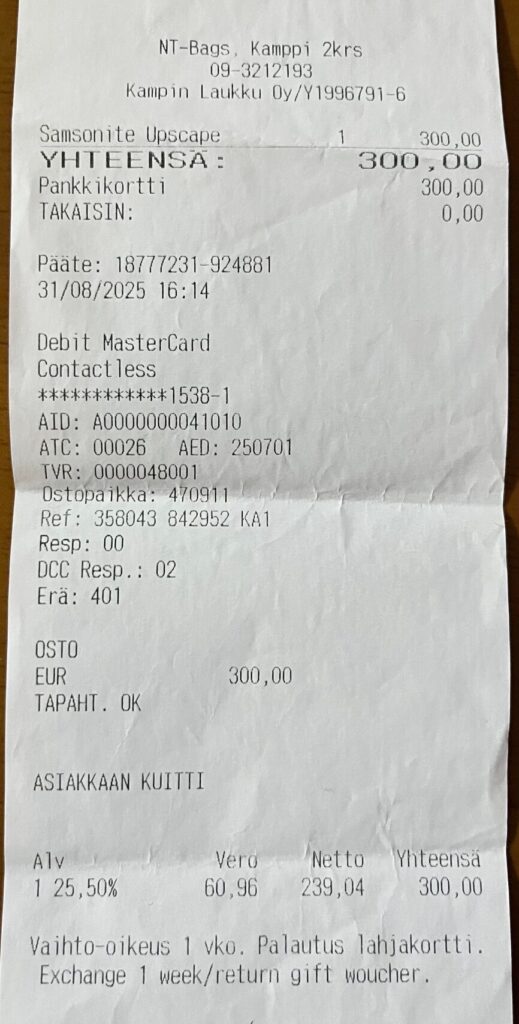 NT-Bags, Kamppi 2krs
09-3212193
Kampin Laukku Oy/Y1996791-6
Samsonite Upscape 1 300,00
YHTEENSÄ: 300,00
Pankkikortti 300,00
TAKAISIN: 0,00
Pääte: 18777231-924881
31/08/2025 16:14
Debit MasterCard
Contactless
************1538-1
AID: A0000000041010
ATC: 00026 AED: 250701
TVR: 0000048001
Ostopaikka: 470911
Ref: 358043 842952 KA1
Resp: 00
DCC Resp.: 02
Erä: 401
OSTO
EUR 300,00
TAPAHT. OK
ASIAKKAAN KUITTI
Alv Vero Netto Yhteensä
1 25,50% 60,96 239,04 300,00
Vaihto-oikeus 1 vko. Palautus lahjakortti.
Exchange 1 week/return gift woucher.